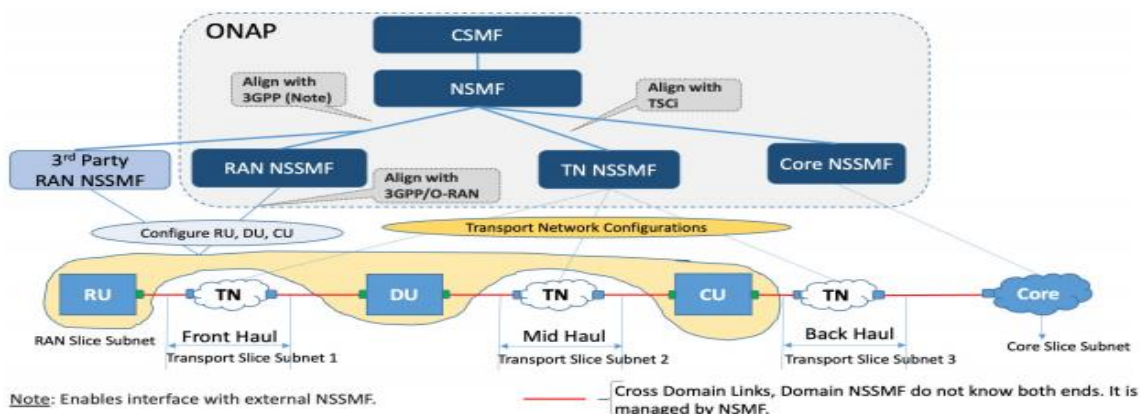 ONAP
CSMF
NSMF
Align with
3GPP (Note)
Align with
TSCi
3rd Party
RAN NSSMF
RAN NSSMF
TN NSSMF
Core NSSMF
Align with
3GPP/O-RAN
Configure RU, DU, CU
Transport Network Configurations
RU
TN
DU
TN
CU
TN
Core
RAN Slice Subnet
Front Haul
Mid Haul
Back Haul
Core Slice Subnet
Transport Slice Subnet 1
Transport Slice Subnet 2
Transport Slice Subnet 3
Note: Enables interface with external NSSMF.
Cross Domain Links, Domain NSSMF do not know both ends. It is
managed by NSMF.